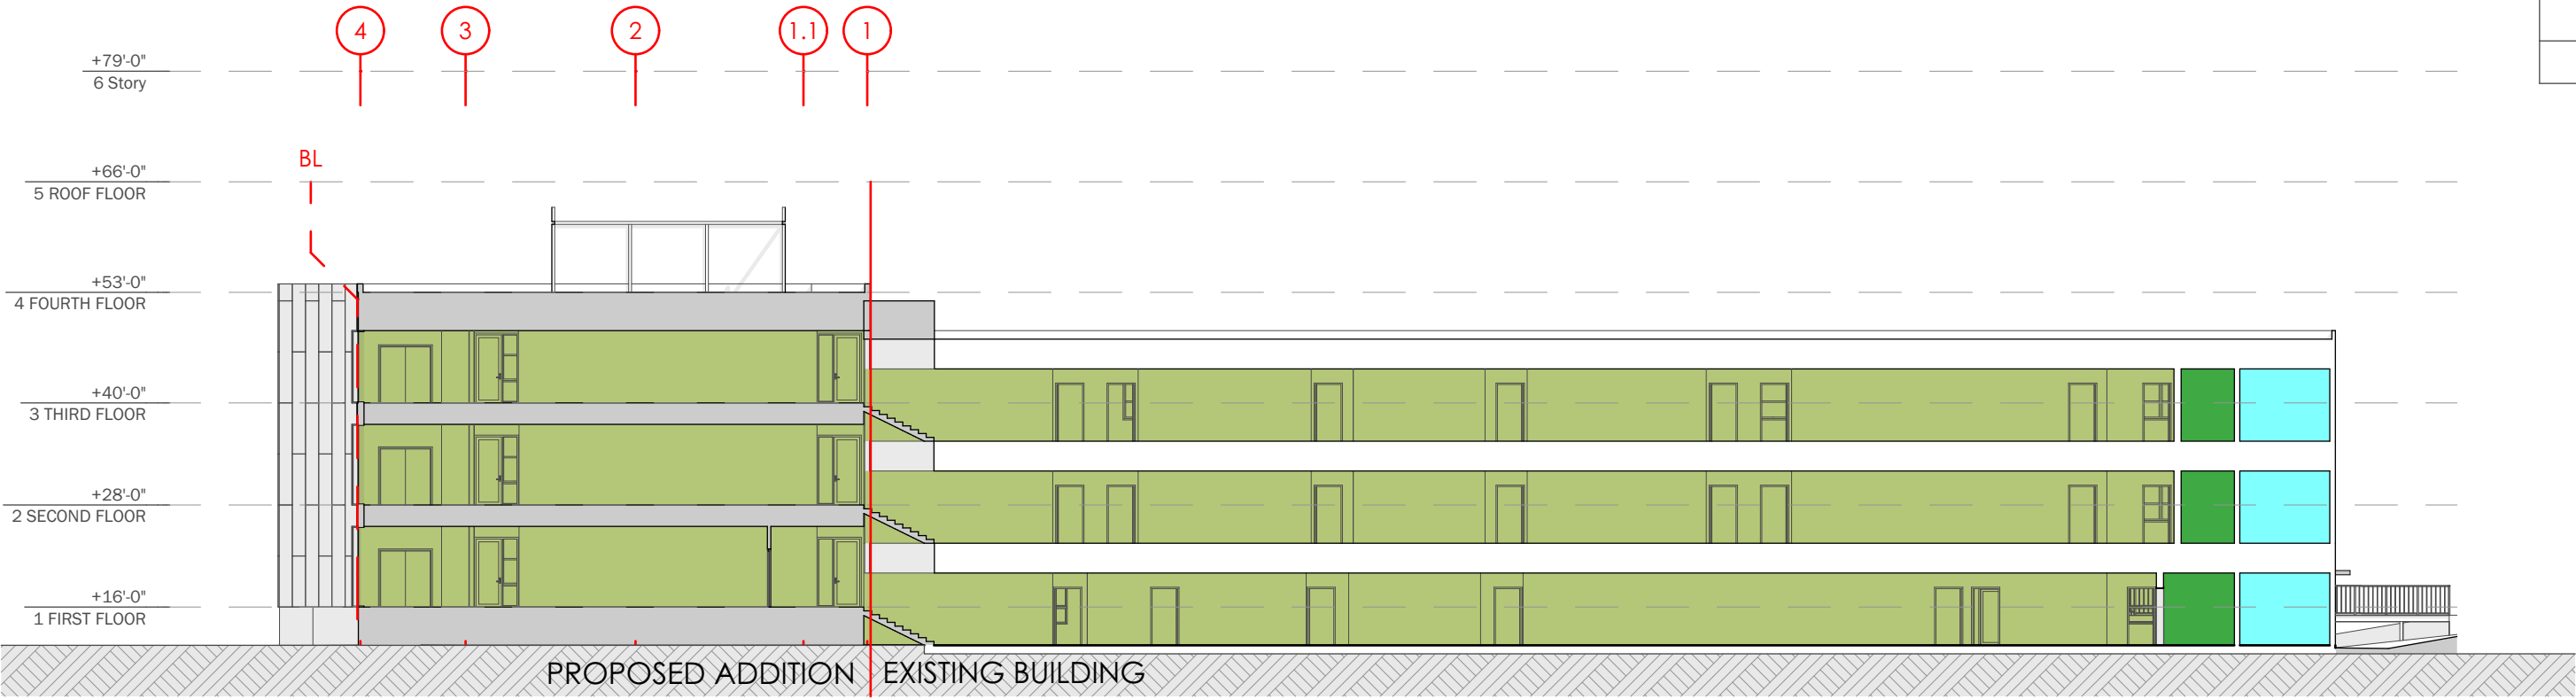 4 3 2 1.1 1
+79'-0"
6 Story
BL
+66'-0"
5 ROOF FLOOR
+53'-0"
4 FOURTH FLOOR
+40'-0"
3 THIRD FLOOR
+28'-0"
2 SECOND FLOOR
+16'-0"
1 FIRST FLOOR
PROPOSED ADDITION EXISTING BUILDING